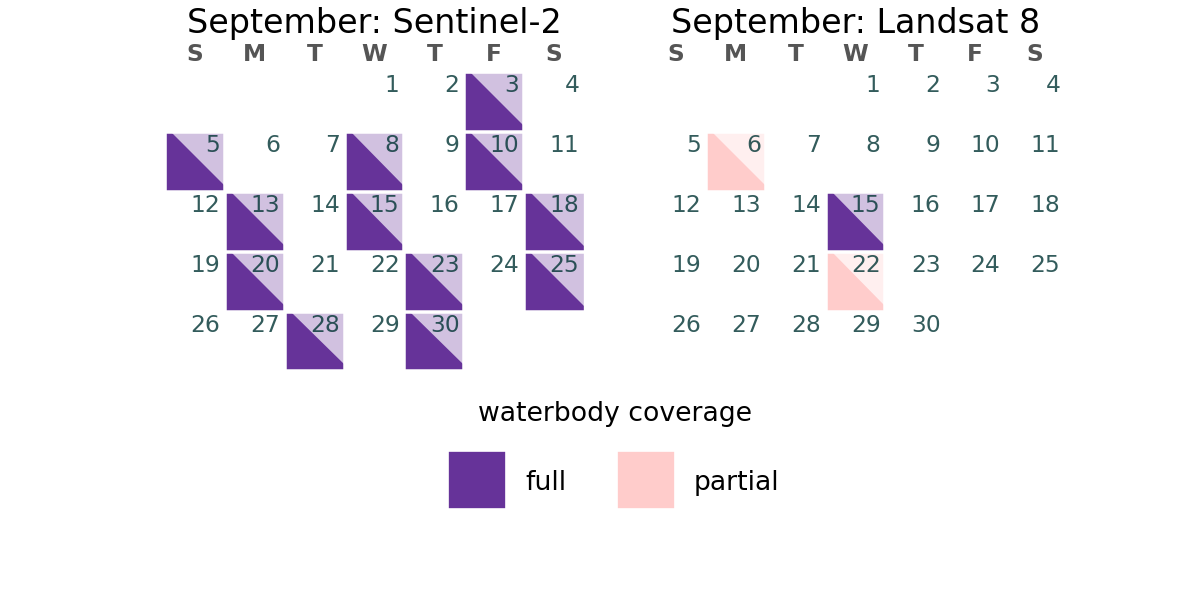 September: Sentinel-2
S M T W T F S
1 2 3 4
5 6 7 8 9 10 11
12 13 14 15 16 17 18
19 20 21 22 23 24 25
26 27 28 29 30
September: Landsat 8
S M T W T F S
1 2 3 4
5 6 7 8 9 10 11
12 13 14 15 16 17 18
19 20 21 22 23 24 25
26 27 28 29 30
waterbody coverage
full
partial